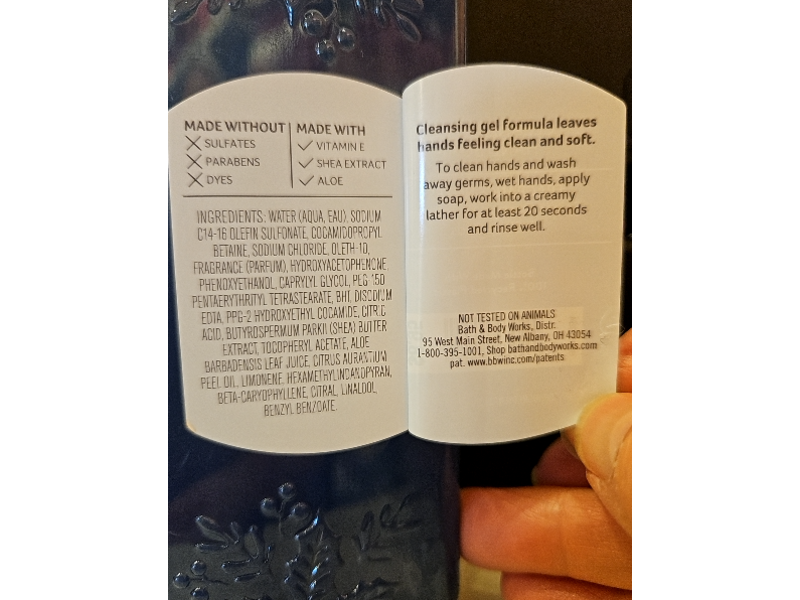 MADE WITHOUT
SULFATES
PARABENS
DYES
MADE WITH
VITAMIN E
SHEA EXTRACT
ALOE
INGREDIENTS: WATER (AQUA, EAU), SODIUM
C14-16 OLEFIN SULFONATE, COCAMIDOPROPYL
BETAINE, SODIUM CHLORIDE, OLETH-10,
FRAGRANCE (PARFUM), HYDROXYACETOPHENONE,
PHENOXYETHANOL, CAPRYLYL GLYCOL, PEG-150
PENTAERYTHRITYL TETRASTEARATE, BHT, DISODIUM
EDTA, PPG-2 HYDROXYETHYL COCAMIDE, CITRIC
ACID, BUTYROSPERMUM PARKII (SHEA) BUTTER
EXTRACT, TOCOPHERYL ACETATE, ALOE
BARBADENSIS LEAF JUICE, CITRUS AURANTIUM
PEEL OIL, LIMONENE, HEXAMETHYLINDANOPYRAN,
BETA-CARYOPHYLLENE, CITRAL, LINALOOL,
BENZYL BENZOATE.
Cleansing gel formula leaves
hands feeling clean and soft.
To clean hands and wash
away germs, wet hands, apply
soap, work into a creamy
lather for at least 20 seconds
and rinse well.
NOT TESTED ON ANIMALS
Bath & Body Works, Distr.
95 West Main Street, New Albany, OH 43054
1-800-395-1001, Shop bathandbodyworks.com
pat. www.bbwinc.com/patents